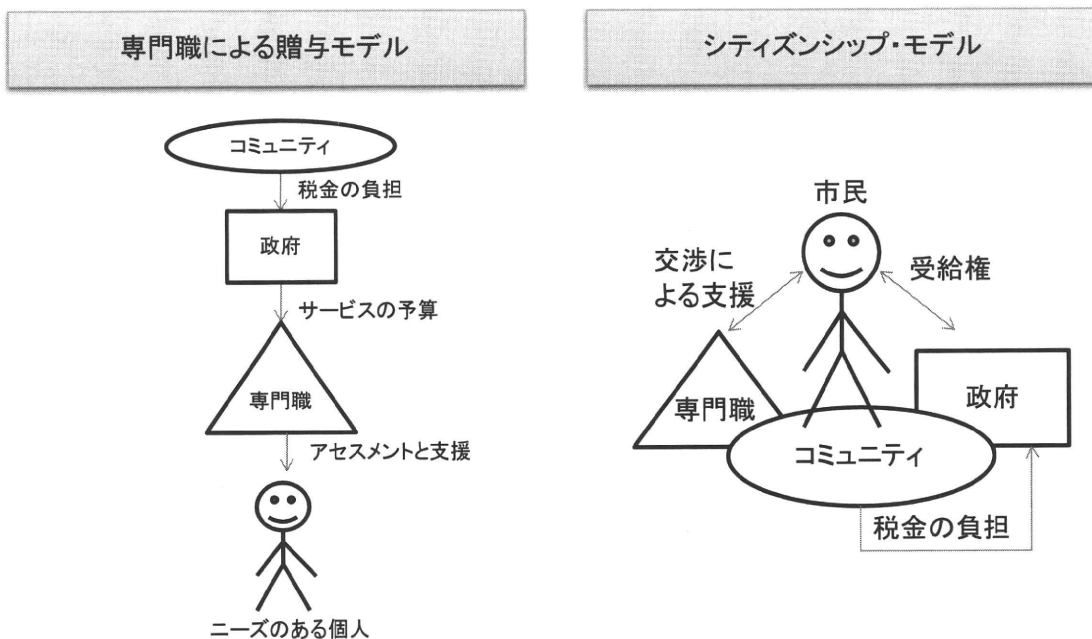 専門職による贈与モデル
コミュニティ
税金の負担
政府
サービスの予算
専門職
アセスメントと支援
ニーズのある個人
シティズンシップ・モデル
市民
交渉に
よる支援
受給権
専門職
政府
コミュニティ
税金の負担